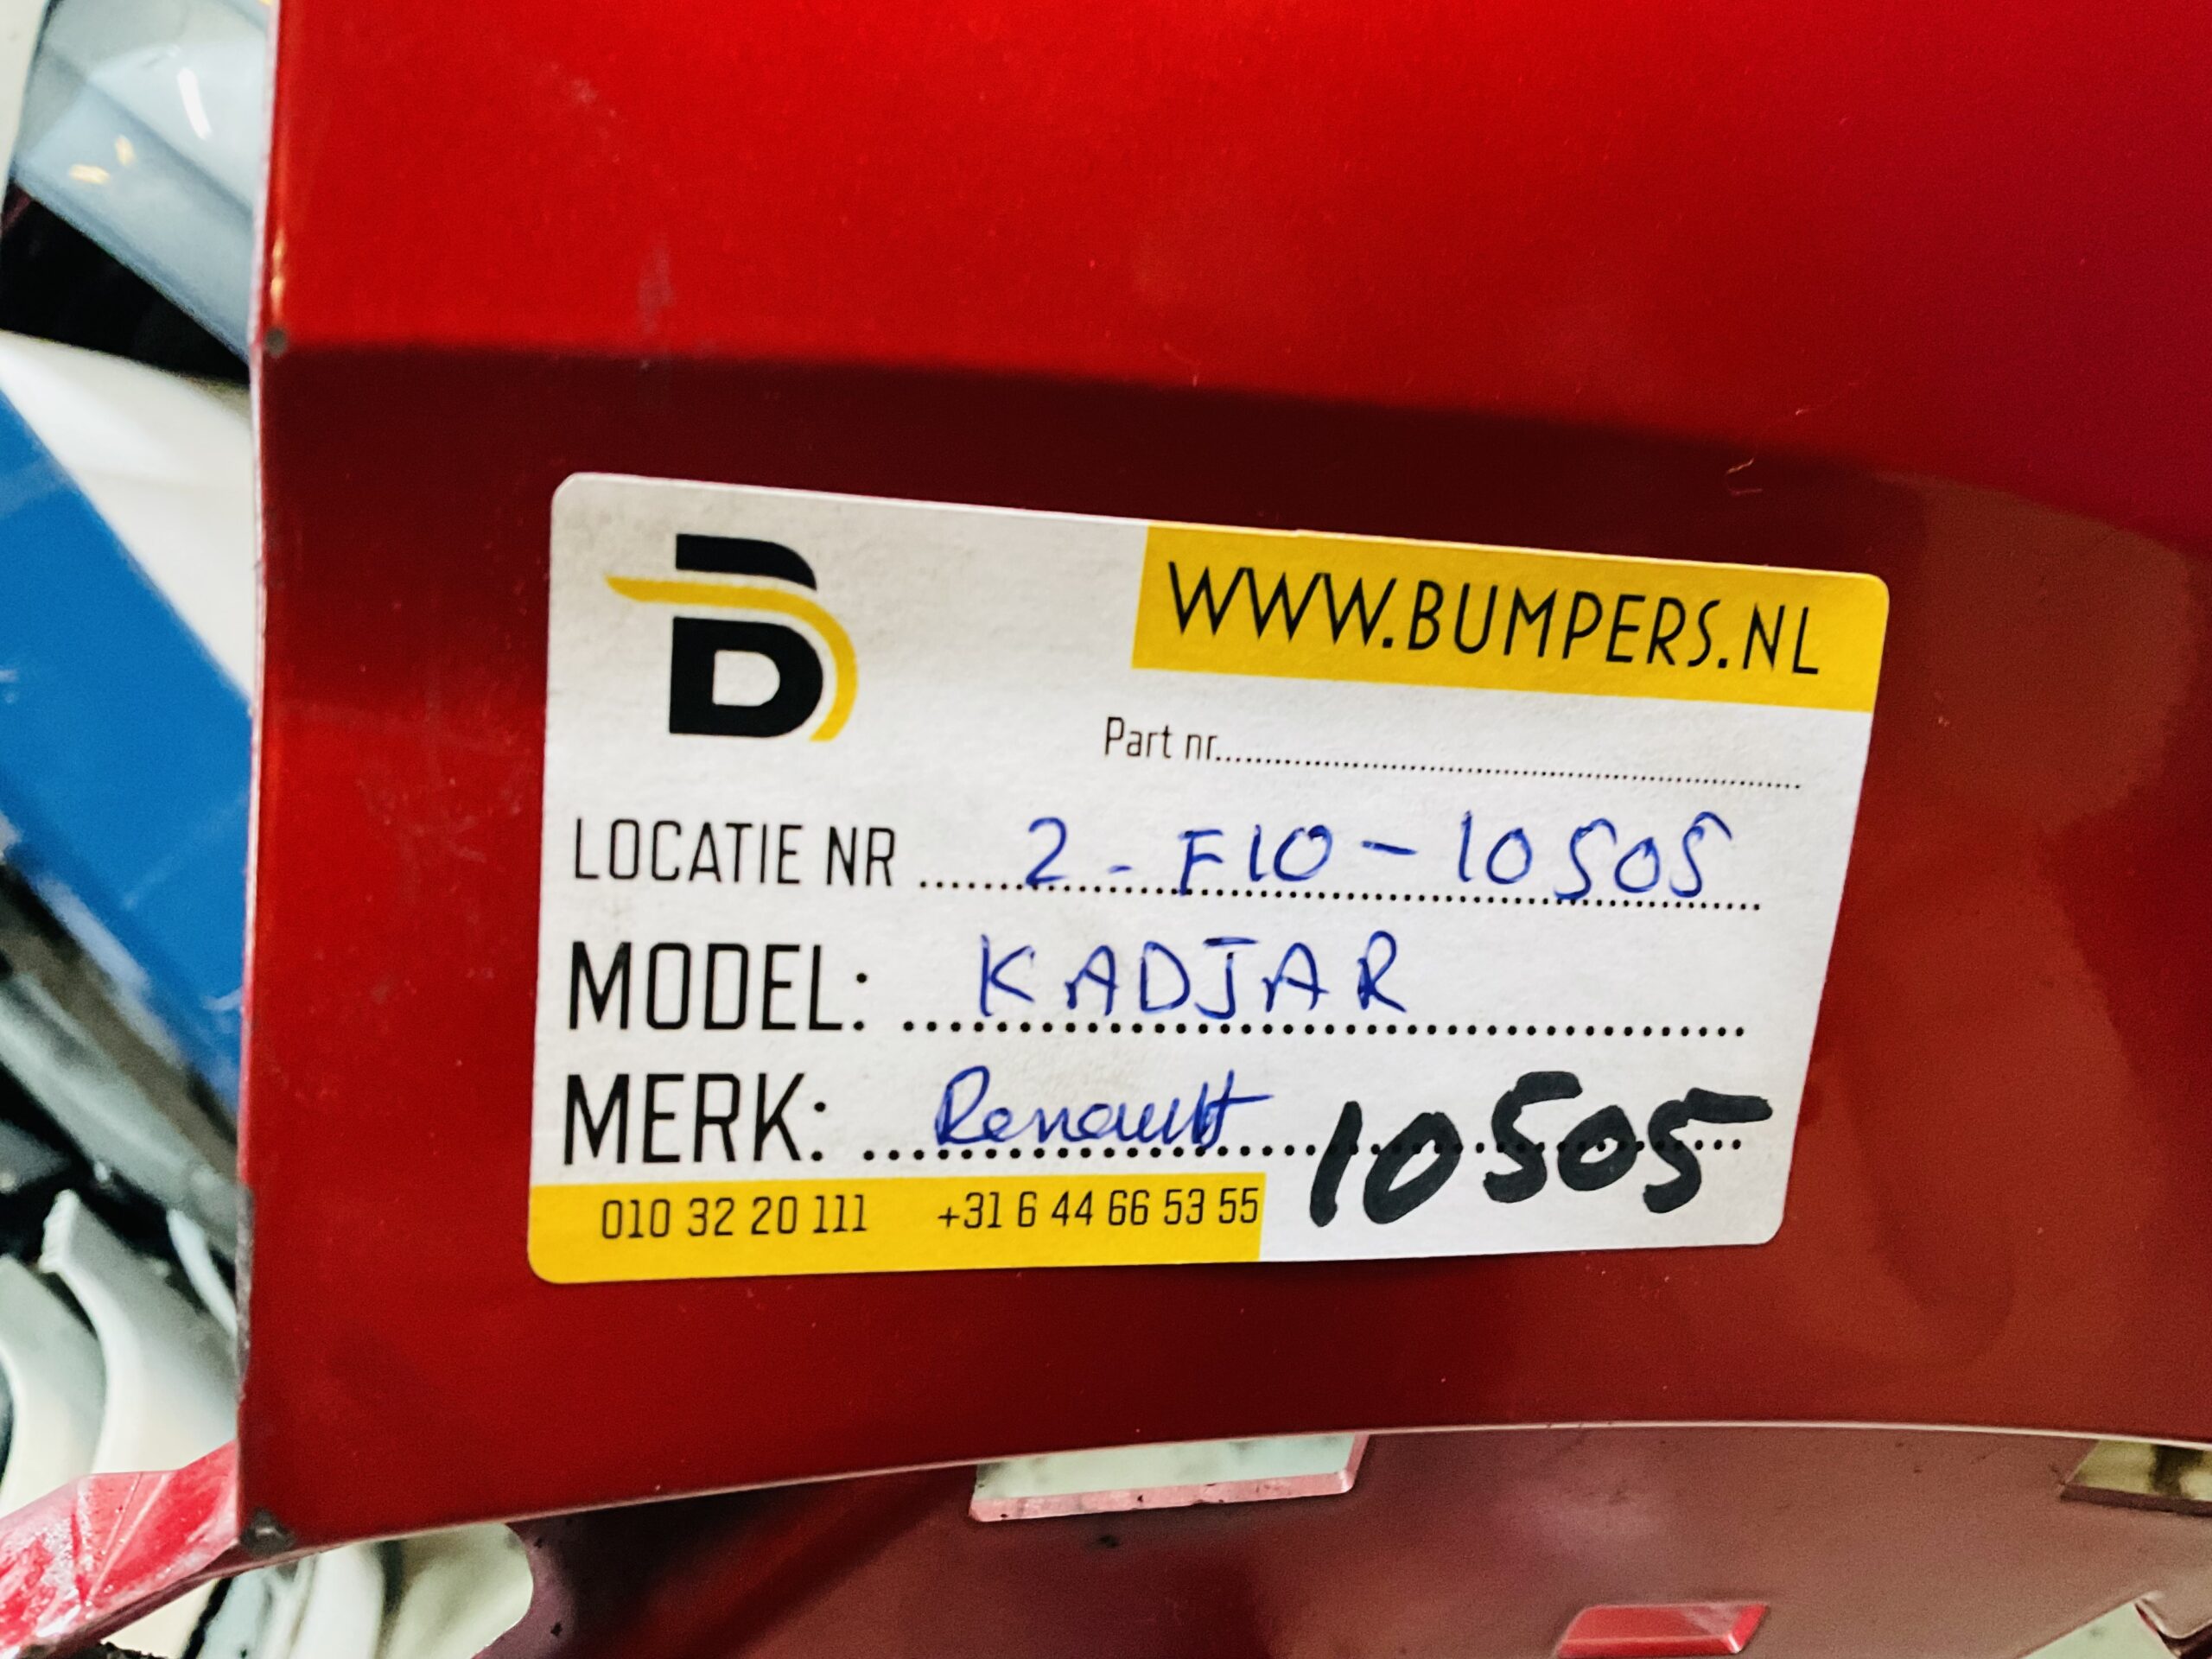 B
WWW.BUMPERS.NL
Part nr.............................................
LOCATIE NR 2 - F10 - 10505
MODEL: KADJAR
MERK: Renault 10505
010 32 20 111 +31 6 44 66 53 55